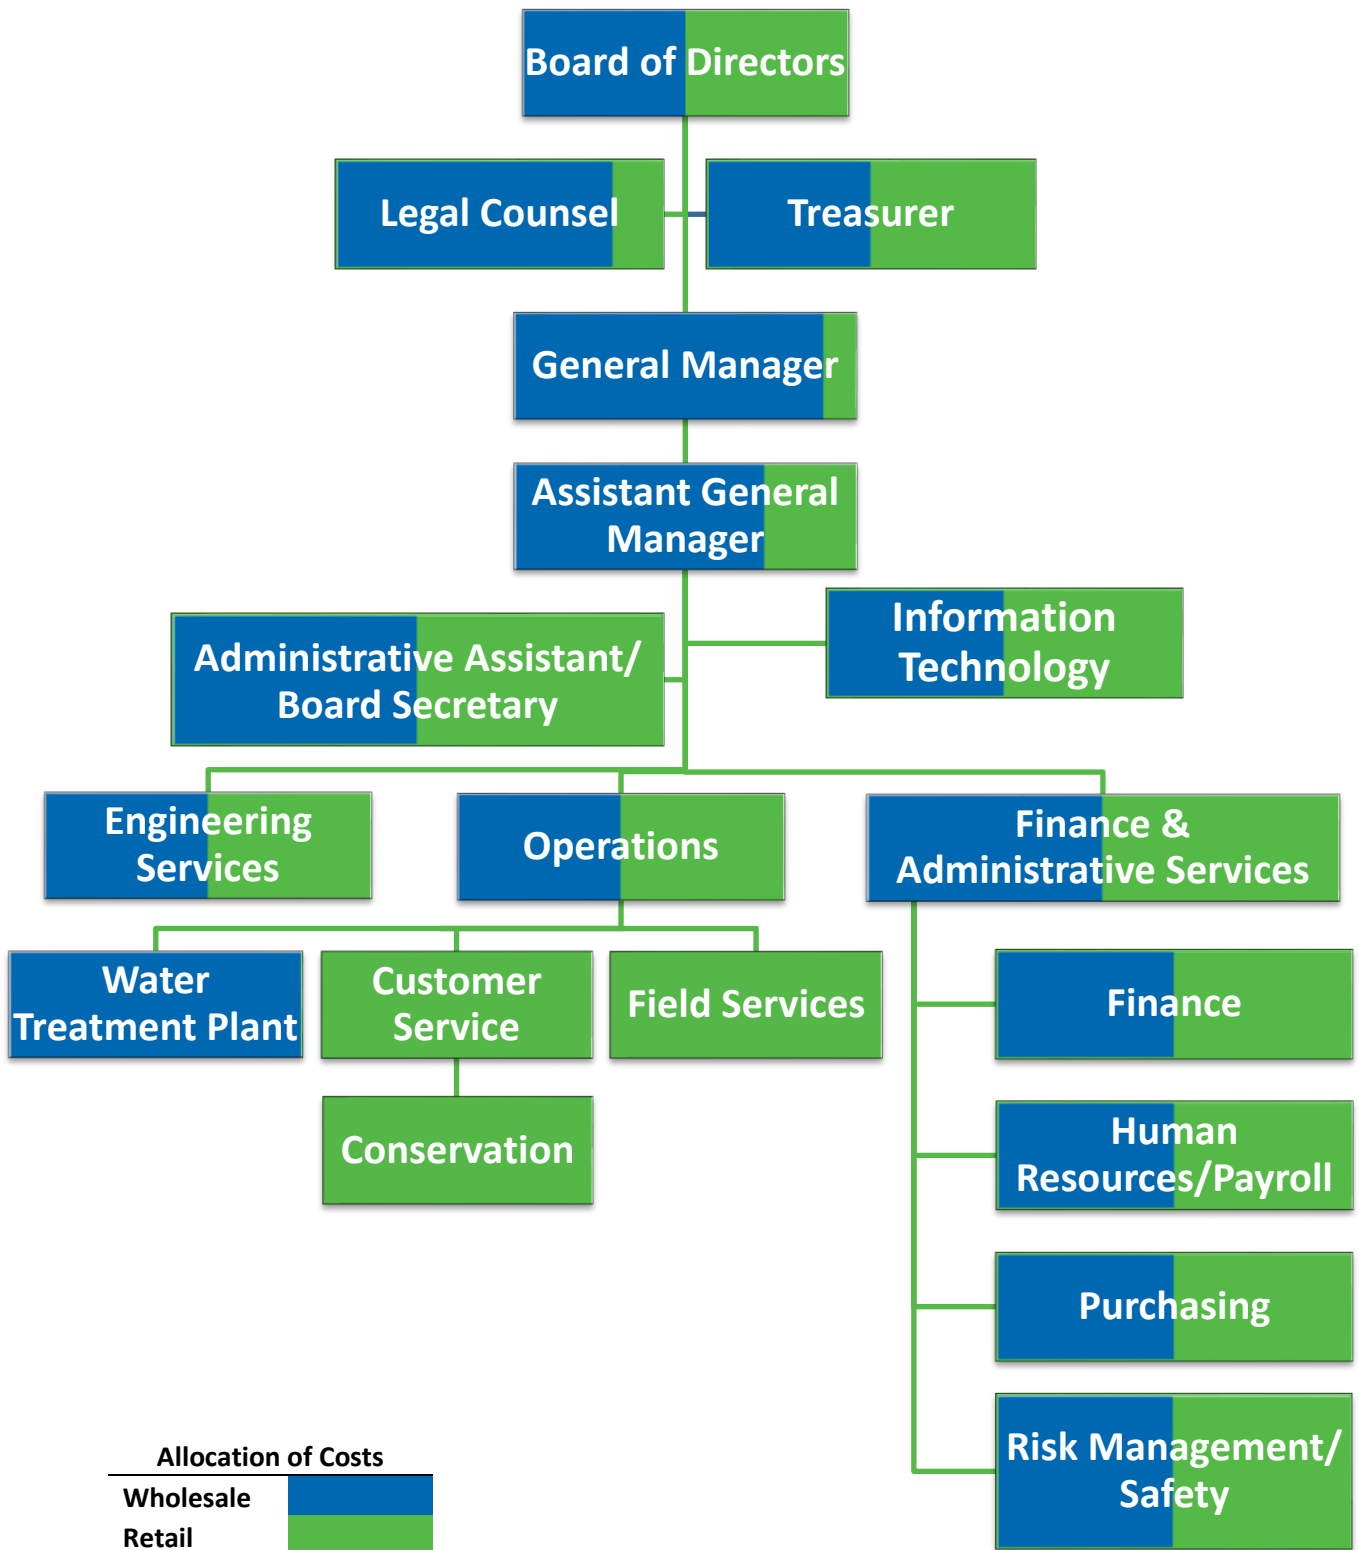 Board of Directors
Legal Counsel
Treasurer
General Manager
Assistant General
Manager
Information
Technology
Administrative Assistant/
Board Secretary
Engineering
Services
Operations
Finance &
Administrative Services
Water
Treatment Plant
Customer
Service
Field Services
Finance
Conservation
Human
Resources/Payroll
Purchasing
Risk Management/
Safety
Allocation of Costs
Wholesale
Retail